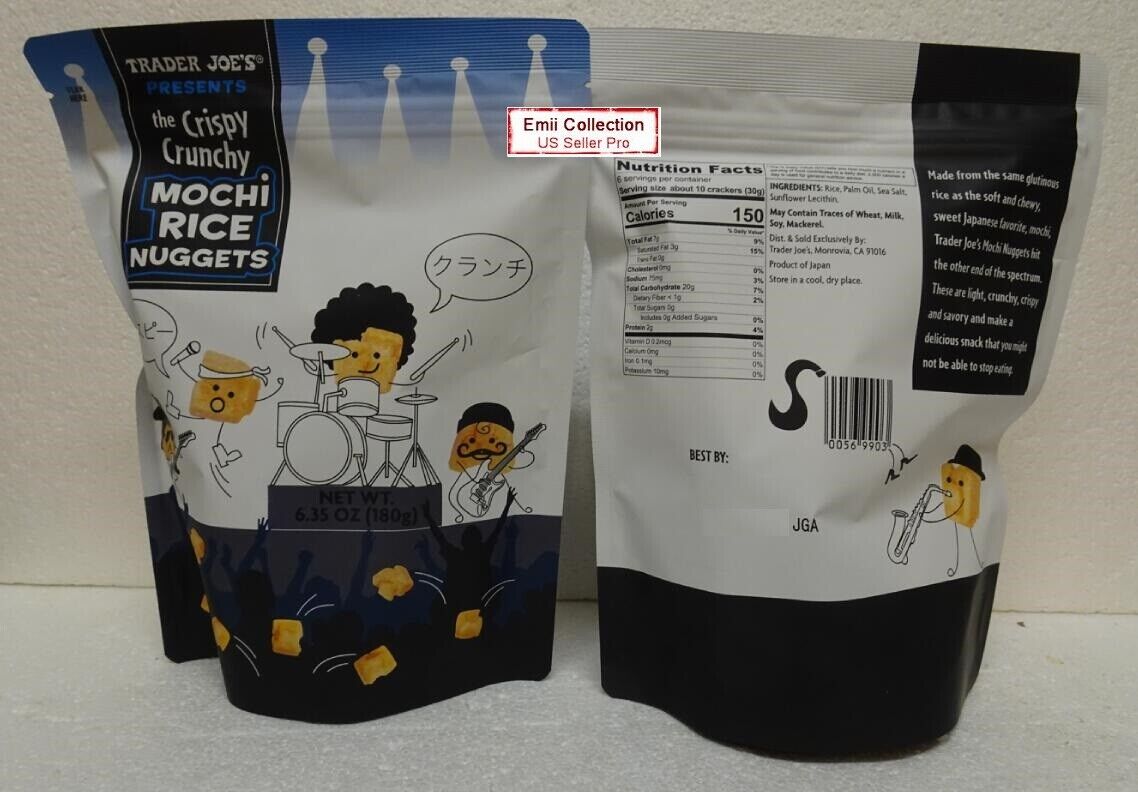 TRADER JOE'S®
PRESENTS
TEAR
HERE
the Crispy
Crunchy
MOCHI
RICE
NUGGETS
クランチ
ピー
NET WT.
6.35 OZ (180g)
Emii Collection
US Seller Pro
Nutrition Facts
6 servings per container
Serving size about 10 crackers (30g)
Amount Per Serving
Calories 150
% Daily Value*
Total Fat 7g 9%
Saturated Fat 3g 15%
Trans Fat 0g
Cholesterol 0mg 0%
Sodium 75mg 3%
Total Carbohydrate 20g 7%
Dietary Fiber < 1g 2%
Total Sugars 0g
Includes 0g Added Sugars 0%
Protein 2g 4%
Vitamin D 0.2mcg 0%
Calcium 0mg 0%
Iron 0.1mg 0%
Potassium 10mg 0%
INGREDIENTS: Rice, Palm Oil, Sea Salt,
Sunflower Lecithin.
May Contain Traces of Wheat, Milk,
Soy, Mackerel.
Dist. & Sold Exclusively By:
Trader Joe's, Monrovia, CA 91016
Product of Japan
Store in a cool, dry place.
Made from the same glutinous
rice as the soft and chewy,
sweet Japanese favorite, mochi,
Trader Joe's Mochi Nuggets hit
the other end of the spectrum.
These are light, crunchy, crispy
and savory and make a
delicious snack that you might
not be able to stop eating.
0056 9903
BEST BY:
JGA